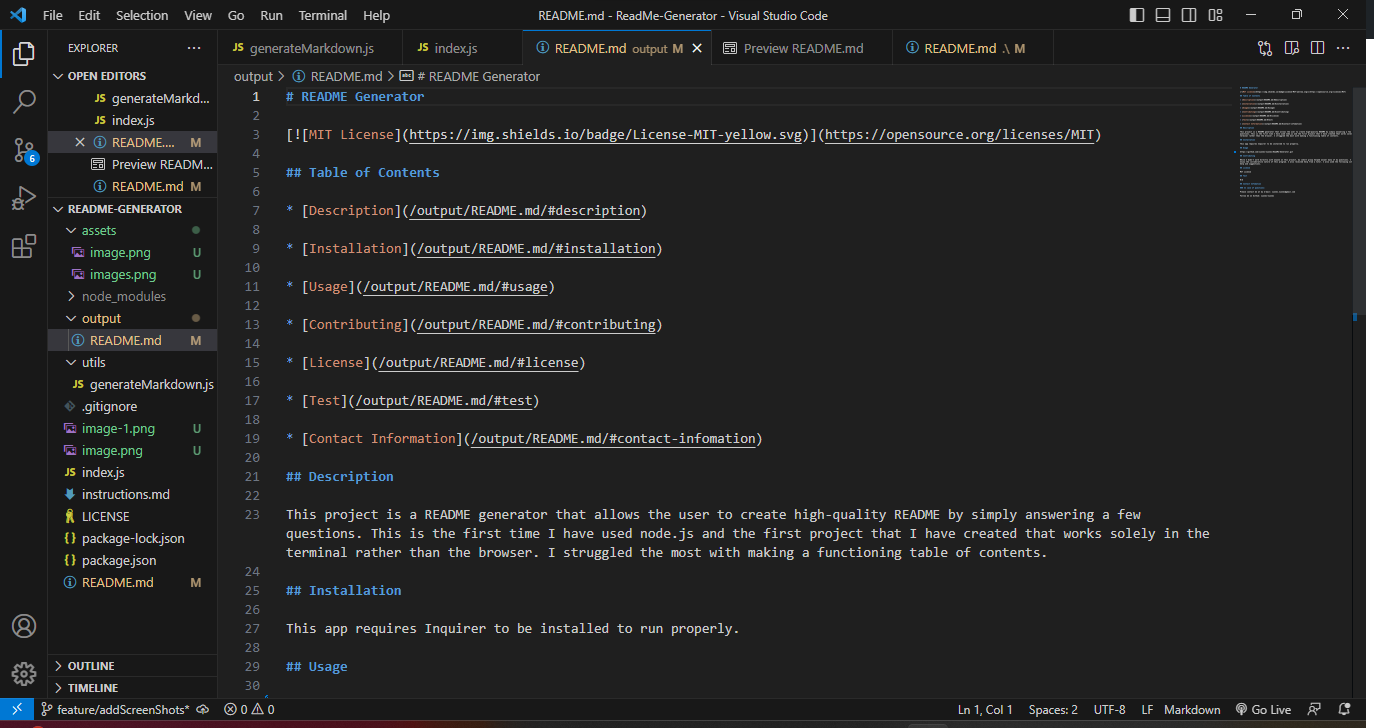 File Edit Selection View Go Run Terminal Help README.md - ReadMe-Generator - Visual Studio Code
EXPLORER ···
JS generateMarkdown.js JS index.js README.md output M Preview README.md README.md .\ M
OPEN EDITORS
JS generateMarkd...
JS index.js
README.... M
Preview READM...
README.md M
README-GENERATOR
assets
image.png U
images.png U
node_modules
output
README.md M
utils
JS generateMarkdown.js
.gitignore
image-1.png U
image.png U
JS index.js
instructions.md
LICENSE
{} package-lock.json
{} package.json
README.md M
OUTLINE
TIMELINE
6
output > README.md > # README Generator
1 # README Generator
2
3 [![MIT License](https://img.shields.io/badge/License-MIT-yellow.svg)](https://opensource.org/licenses/MIT)
4
5 ## Table of Contents
6
7 * [Description](/output/README.md/#description)
8
9 * [Installation](/output/README.md/#installation)
10
11 * [Usage](/output/README.md/#usage)
12
13 * [Contributing](/output/README.md/#contributing)
14
15 * [License](/output/README.md/#license)
16
17 * [Test](/output/README.md/#test)
18
19 * [Contact Information](/output/README.md/#contact-infomation)
20
21 ## Description
22
23 This project is a README generator that allows the user to create high-quality README by simply answering a few
questions. This is the first time I have used node.js and the first project that I have created that works solely in the
terminal rather than the browser. I struggled the most with making a functioning table of contents.
24
25 ## Installation
26
27 This app requires Inquirer to be installed to run properly.
28
29 ## Usage
30
feature/addScreenShots* 0 0 Ln 1, Col 1 Spaces: 2 UTF-8 LF Markdown Go Live